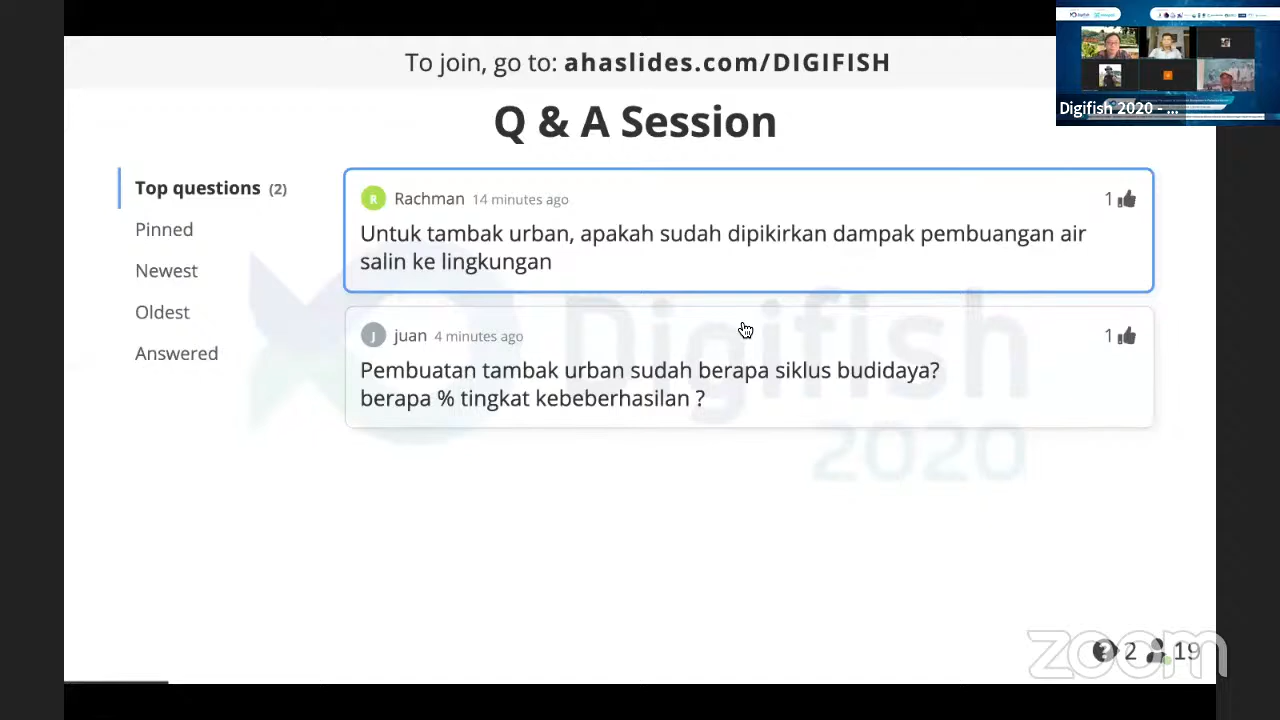 To join, go to: ahaslides.com/DIGIFISH
Digifish 2020 - ...
Q & A Session
Top questions (2)
Pinned
Newest
Oldest
Answered
R Rachman 14 minutes ago 1
Untuk tambak urban, apakah sudah dipikirkan dampak pembuangan air
salin ke lingkungan
J juan 4 minutes ago 1
Pembuatan tambak urban sudah berapa siklus budidaya?
berapa % tingkat kebeberhasilan ?
Digifish
2020
? 2 19
zoom